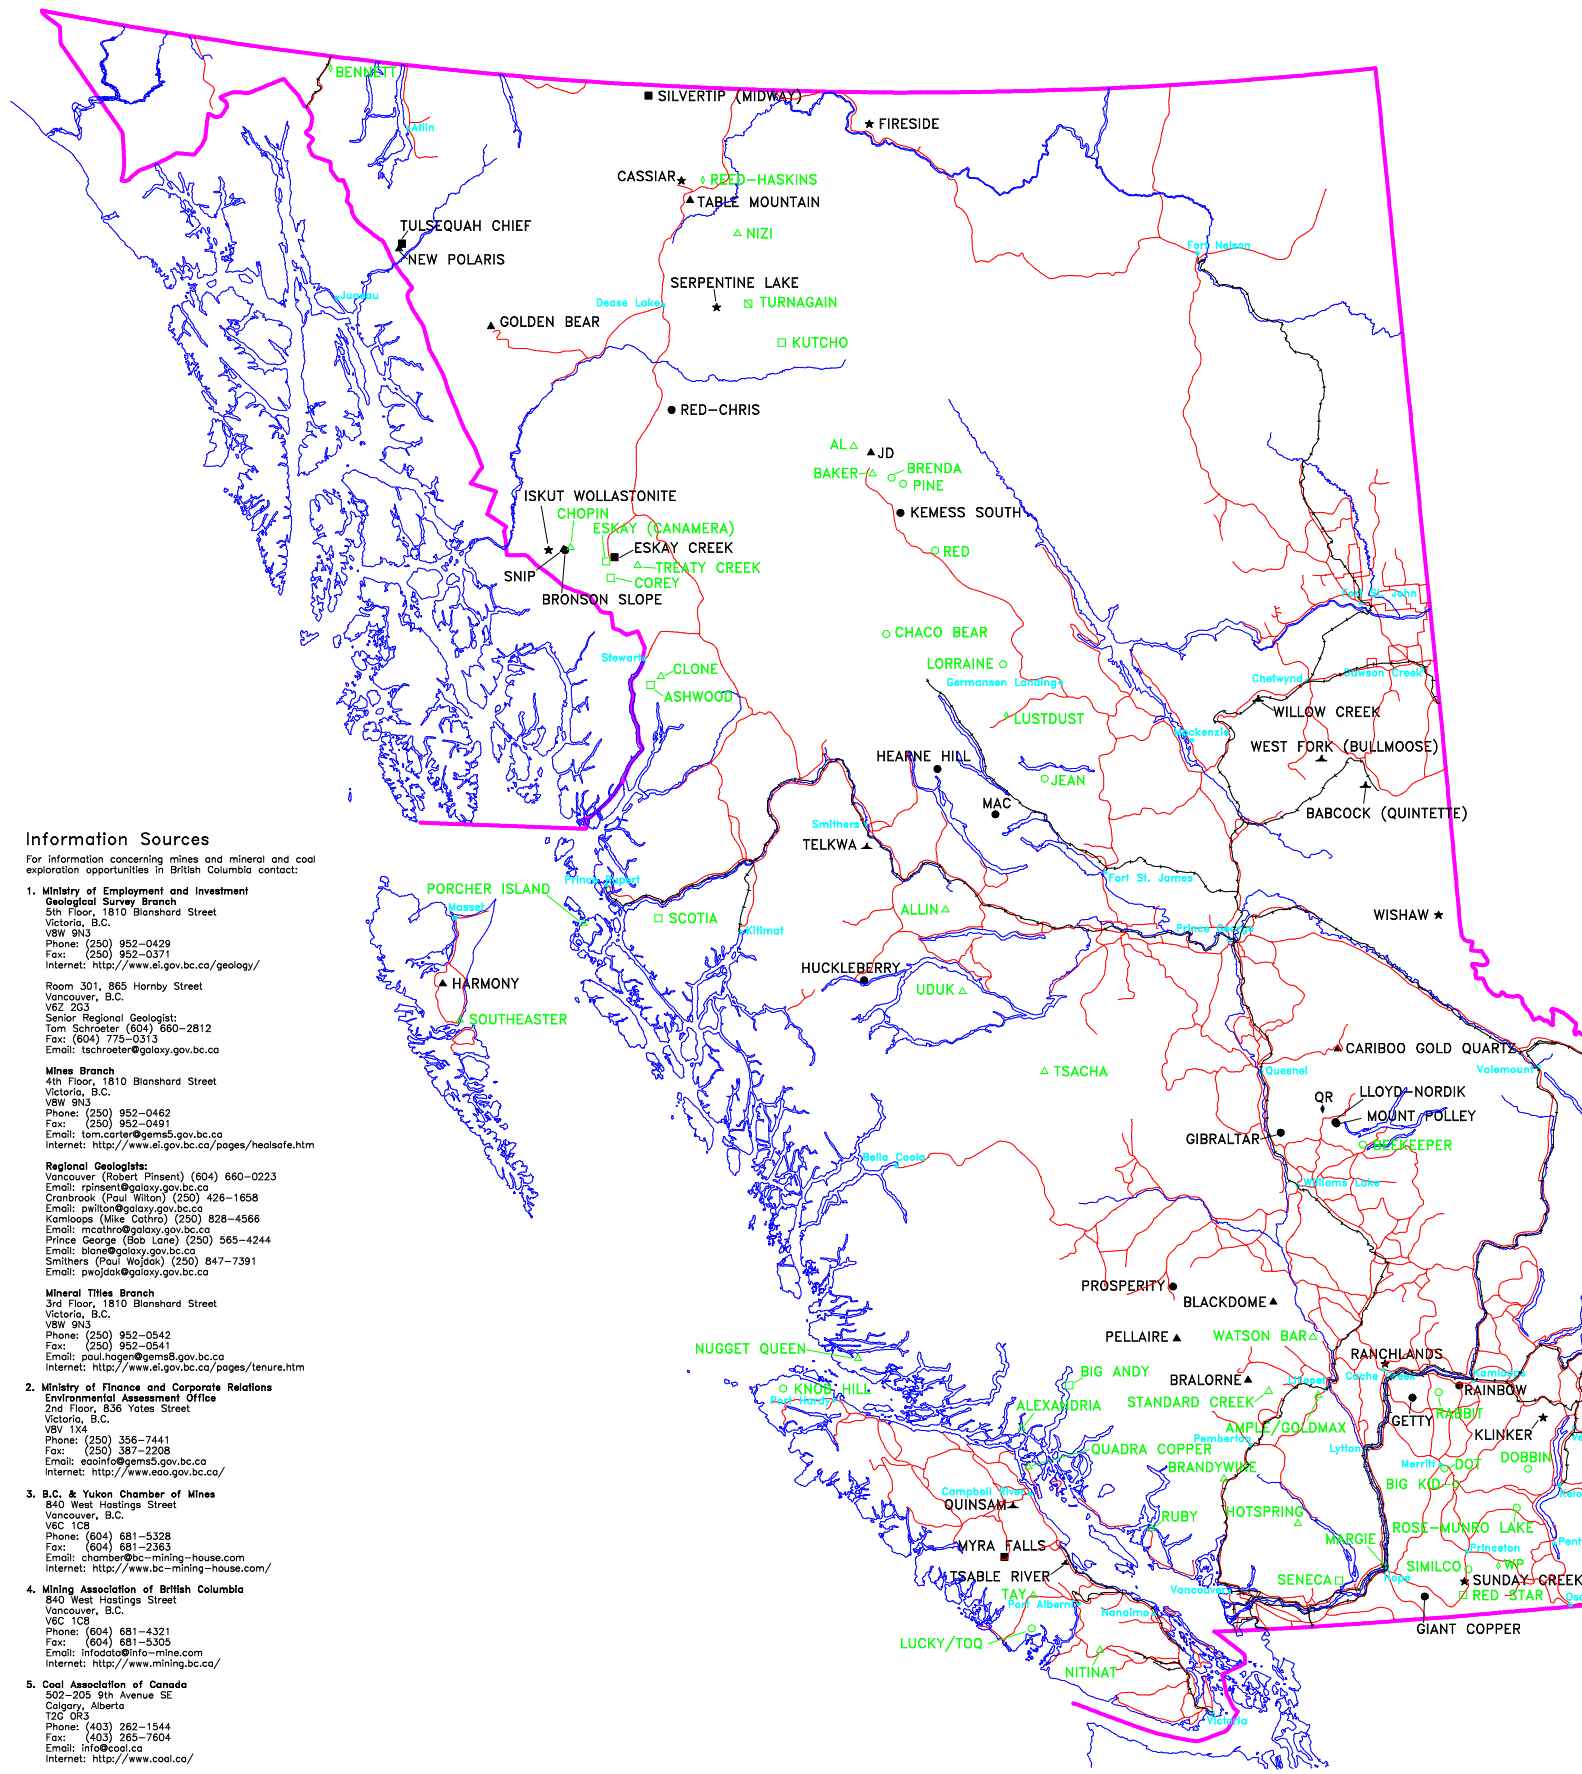 BENNETT
SILVERTIP (MIDWAY)
Atlin
FIRESIDE
CASSIAR
REED-HASKINS
TABLE MOUNTAIN
TULSEQUAH CHIEF
NIZI
NEW POLARIS
Fort Nelson
SERPENTINE LAKE
Juneau
Dease Lake
TURNAGAIN
GOLDEN BEAR
KUTCHO
RED-CHRIS
AL
JD
BAKER
BRENDA
PINE
ISKUT WOLLASTONITE
CHOPIN
KEMESS SOUTH
ESKAY (CANAMERA)
ESKAY CREEK
RED
SNIP
TREATY CREEK
COREY
BRONSON SLOPE
Fort St. John
CHACO BEAR
Stewart
CLONE
LORRAINE
Germansen Landing
Chetwynd
Dawson Creek
ASHWOOD
WILLOW CREEK
LUSTDUST
Mackenzie
WEST FORK (BULLMOOSE)
HEARNE HILL
JEAN
MAC
BABCOCK (QUINTETTE)
Smithers
TELKWA
Fort St. James
Prince Rupert
PORCHER ISLAND
Masset
SCOTIA
ALLIN
WISHAW
Kitimat
Prince George
HUCKLEBERRY
HARMONY
UDUK
SOUTHEASTER
CARIBOO GOLD QUARTZ
TSACHA
Quesnel
Valemount
QR
LLOYD-NORDIK
MOUNT POLLEY
GIBRALTAR
BEEKEEPER
Bella Coola
Williams Lake
PROSPERITY
BLACKDOME
PELLAIRE
WATSON BAR
NUGGET QUEEN
RANCHLANDS
BIG ANDY
BRALORNE
Lillooet
Cache Creek
Kamloops
KNOB HILL
RAINBOW
Port Hardy
STANDARD CREEK
ALEXANDRIA
GETTY
RABBIT
AMPLE/GOLDMAX
KLINKER
Pemberton
Lytton
QUADRA COPPER
BRANDYWINE
Merritt
DOT
DOBBIN
BIG KID
Campbell River
QUINSAM
RUBY
HOTSPRING
ROSE-MUNRO LAKE
MYRA FALLS
MARGIE
Princeton
SIMILCO
WP
TSABLE RIVER
Hope
SENECA
SUNDAY CREEK
Vancouver
TAY
Port Alberni
RED STAR
Nanaimo
GIANT COPPER
LUCKY/TOQ
NITINAT
Victoria
Information Sources
For information concerning mines and mineral and coal
exploration opportunities in British Columbia contact:
1. Ministry of Employment and Investment
Geological Survey Branch
5th Floor, 1810 Blanshard Street
Victoria, B.C.
V8W 9N3
Phone: (250) 952-0429
Fax: (250) 952-0371
Internet: http://www.ei.gov.bc.ca/geology/
Room 301, 865 Hornby Street
Vancouver, B.C.
V6Z 2G3
Senior Regional Geologist:
Tom Schroeter (604) 660-2812
Fax: (604) 775-0313
Email: tschroeter@galaxy.gov.bc.ca
Mines Branch
4th Floor, 1810 Blanshard Street
Victoria, B.C.
V8W 9N3
Phone: (250) 952-0462
Fax: (250) 952-0491
Email: tom.carter@gems5.gov.bc.ca
Internet: http://www.ei.gov.bc.ca/pages/healsafe.htm
Regional Geologists:
Vancouver (Robert Pinsent) (604) 660-0223
Email: rpinsent@galaxy.gov.bc.ca
Cranbrook (Paul Wilton) (250) 426-1658
Email: pwilton@galaxy.gov.bc.ca
Kamloops (Mike Cathro) (250) 828-4566
Email: mcathro@galaxy.gov.bc.ca
Prince George (Bob Lane) (250) 565-4244
Email: blane@galaxy.gov.bc.ca
Smithers (Paul Wojdak) (250) 847-7391
Email: pwojdak@galaxy.gov.bc.ca
Mineral Titles Branch
3rd Floor, 1810 Blanshard Street
Victoria, B.C.
V8W 9N3
Phone: (250) 952-0542
Fax: (250) 952-0541
Email: paul.hagen@gems8.gov.bc.ca
Internet: http://www.ei.gov.bc.ca/pages/tenure.htm
2. Ministry of Finance and Corporate Relations
Environmental Assessment Office
2nd Floor, 836 Yates Street
Victoria, B.C.
V8V 1X4
Phone: (250) 356-7441
Fax: (250) 387-2208
Email: eaoinfo@gems5.gov.bc.ca
Internet: http://www.eao.gov.bc.ca/
3. B.C. & Yukon Chamber of Mines
840 West Hastings Street
Vancouver, B.C.
V6C 1C8
Phone: (604) 681-5328
Fax: (604) 681-2363
Email: chamber@bc-mining-house.com
Internet: http://www.bc-mining-house.com/
4. Mining Association of British Columbia
840 West Hastings Street
Vancouver, B.C.
V6C 1C8
Phone: (604) 681-4321
Fax: (604) 681-5305
Email: infodata@info-mine.com
Internet: http://www.mining.bc.ca/
5. Coal Association of Canada
502-205 9th Avenue SE
Calgary, Alberta
T2G 0R3
Phone: (403) 262-1544
Fax: (403) 265-7604
Email: info@coal.ca
Internet: http://www.coal.ca/